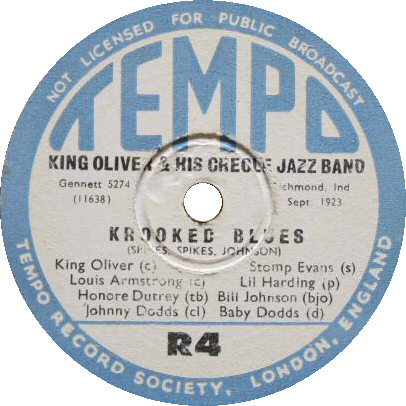 NOT LICENSED FOR PUBLIC BROADCAST
TEMPO
KING OLIVER & HIS CREOLE JAZZ BAND
Gennett 5274 Richmond, Ind
(11638) Sept. 1923
KROOKED BLUES
(SPIKES, SPIKES, JOHNSON)
King Oliver (c) Stomp Evans (s)
Louis Armstrong (c) Lil Harding (p)
Honore Dutrey (tb) Bill Johnson (bjo)
Johnny Dodds (cl) Baby Dodds (d)
R4
TEMPO RECORD SOCIETY, LONDON, ENGLAND